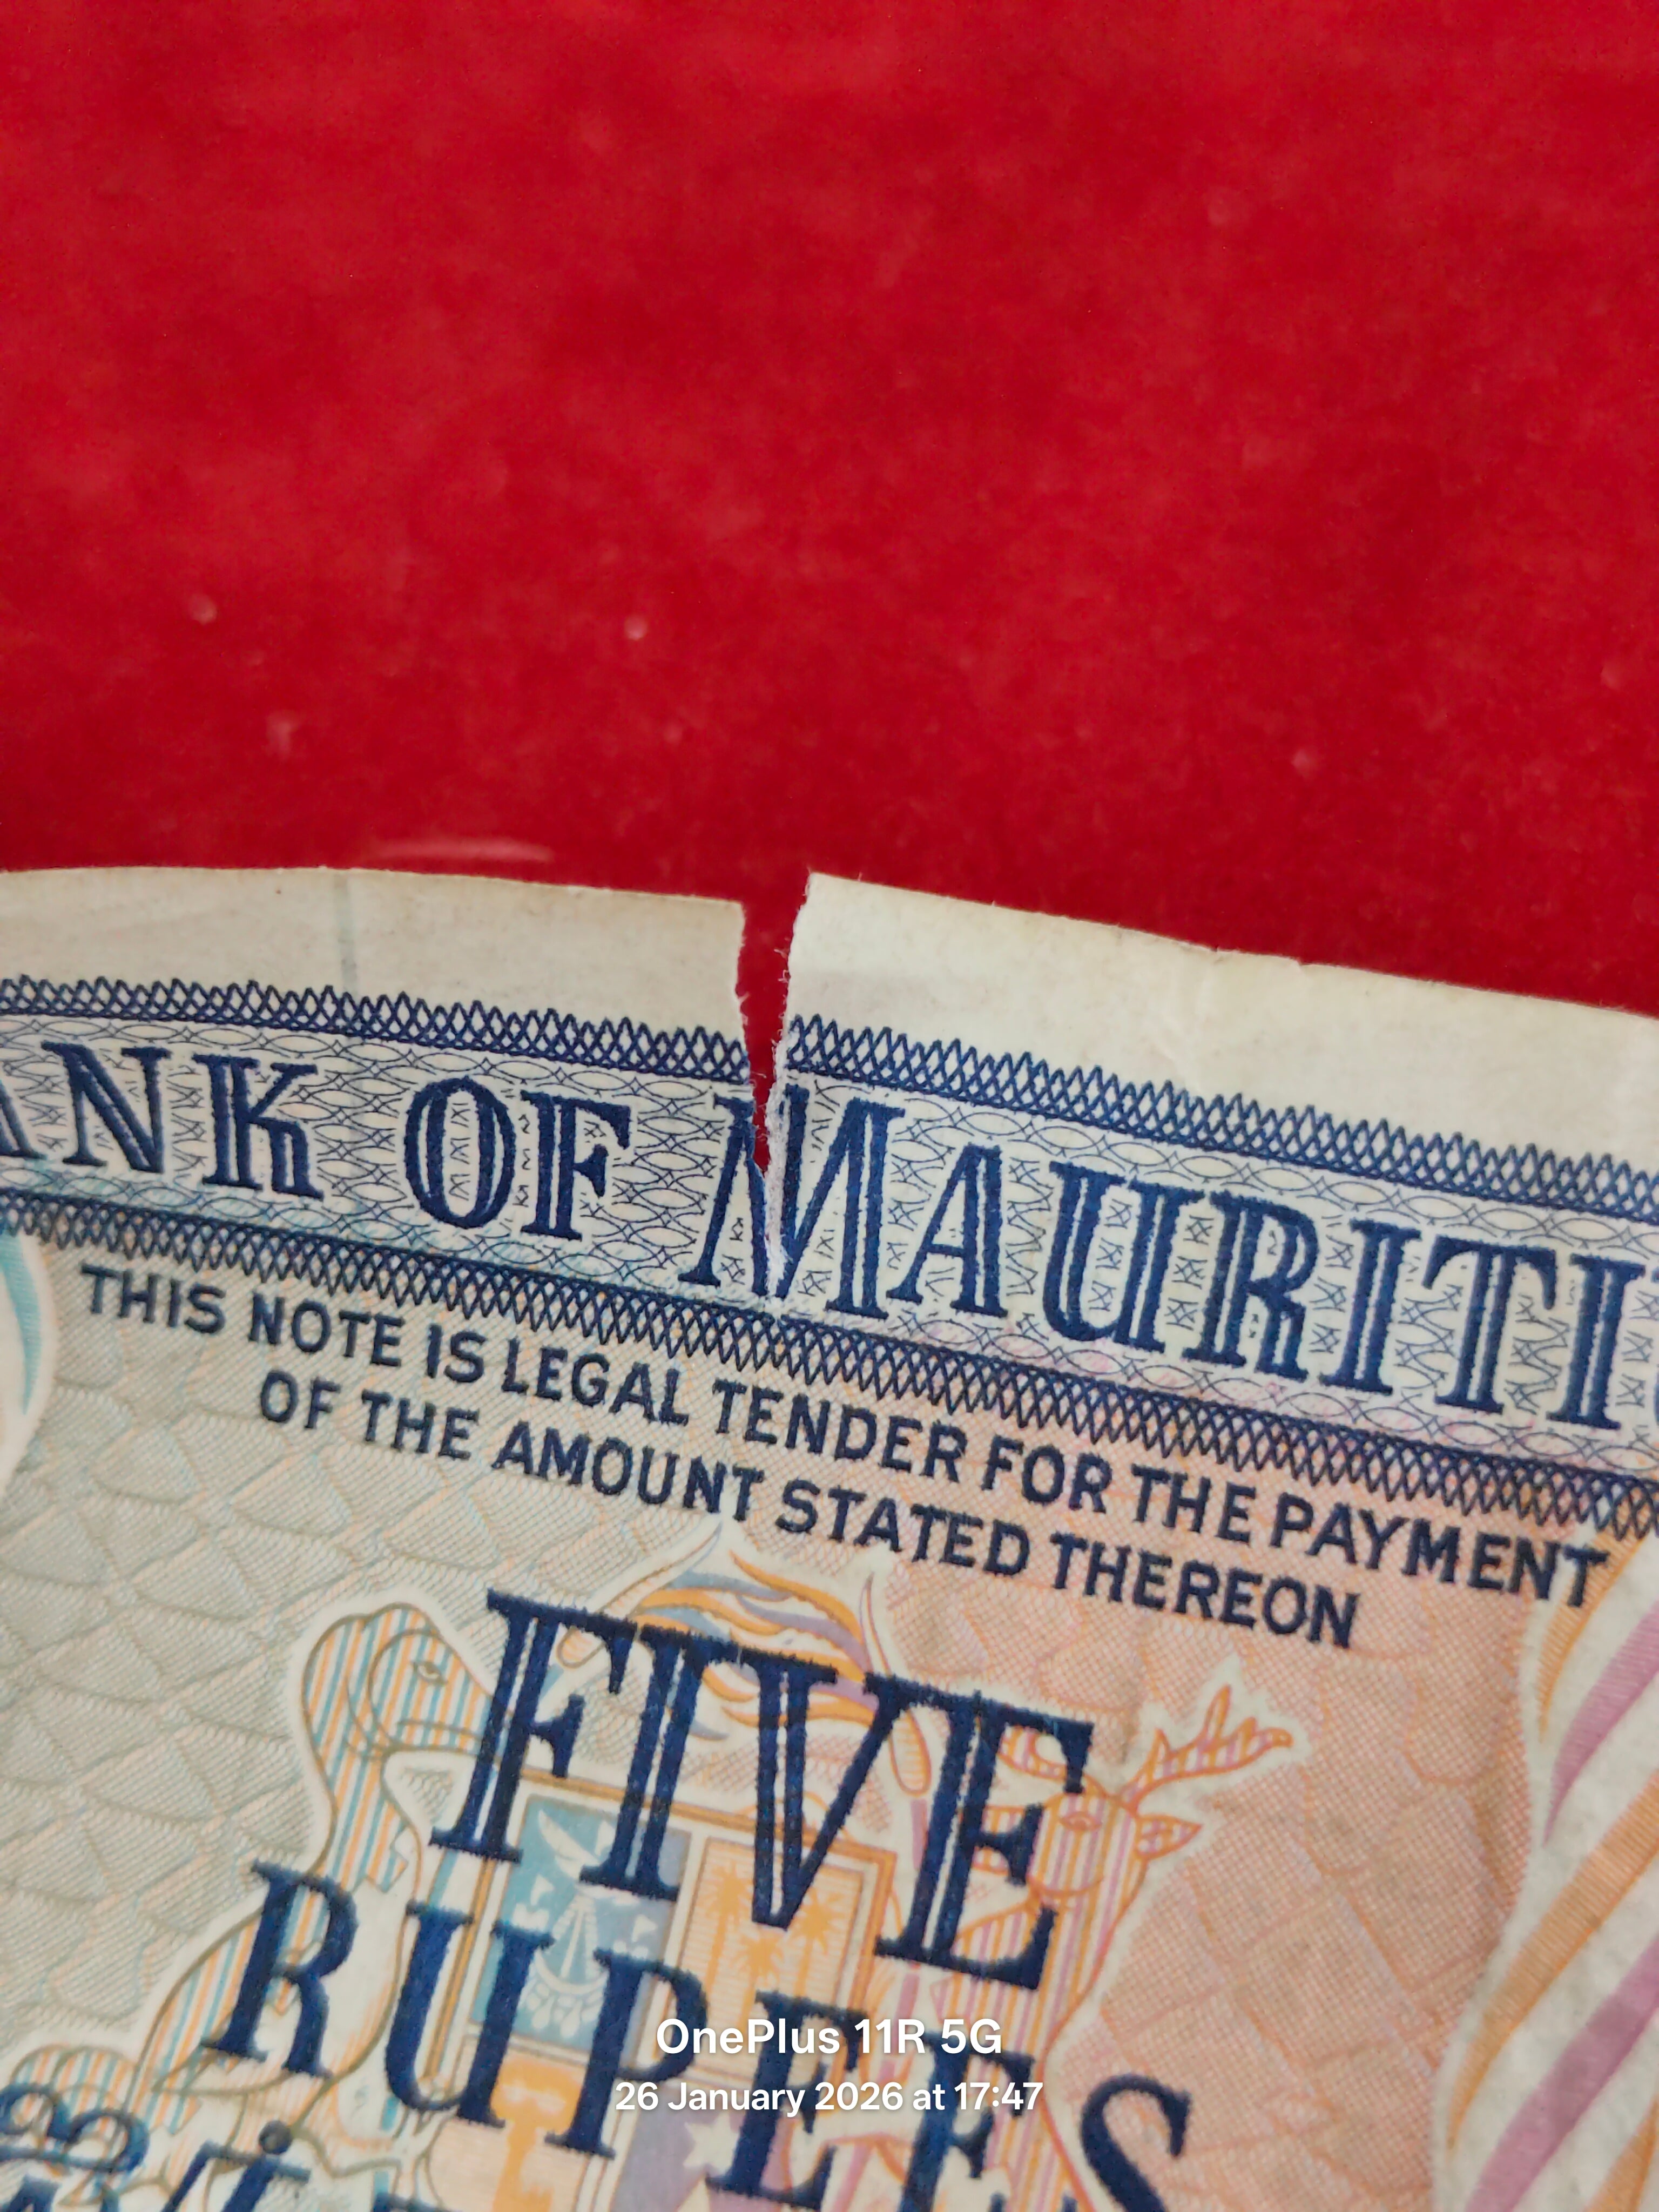 ANK OF MAURITI
THIS NOTE IS LEGAL TENDER FOR THE PAYMENT
OF THE AMOUNT STATED THEREON
FIVE
RUPEES
OnePlus 11R 5G
26 January 2026 at 17:47